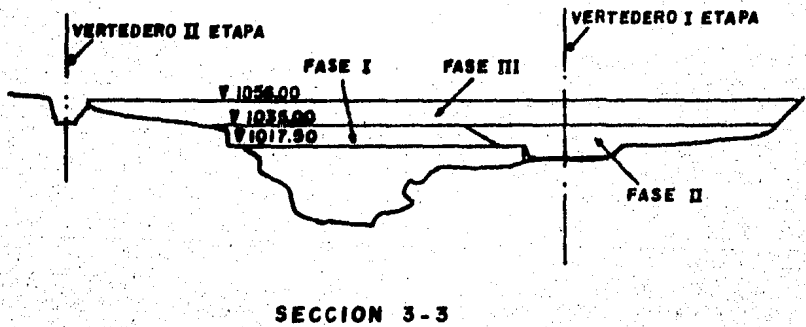 VERTEDERO II ETAPA
VERTEDERO I ETAPA
FASE I
FASE III
1056.00
1035.00
1017.50
FASE II
SECCION 3-3